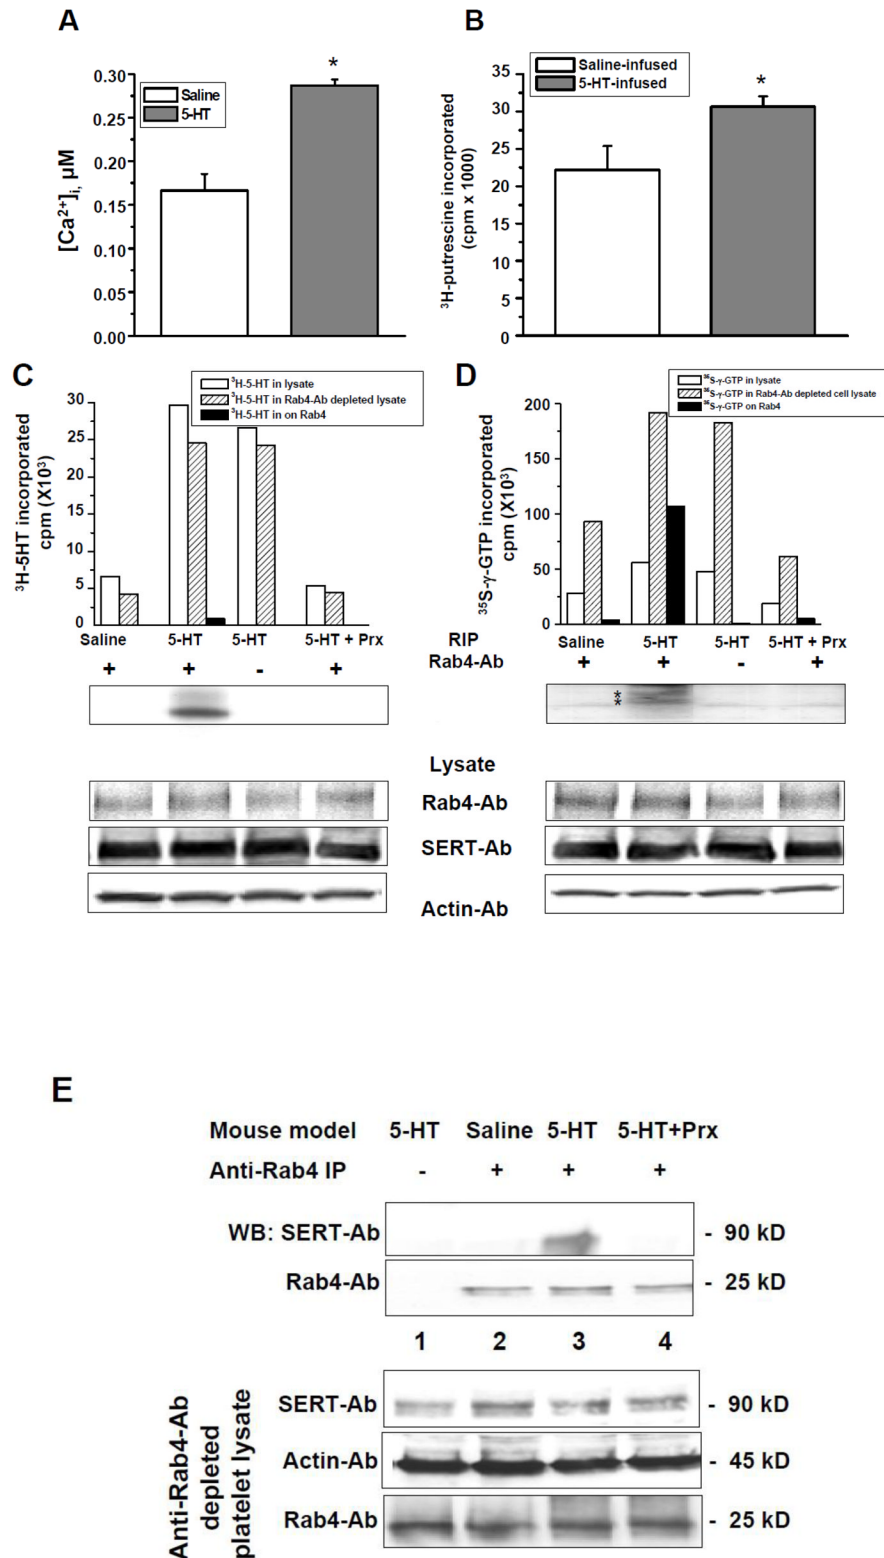 A
[Ca²⁺]i, µM
0.30
0.25
0.20
0.15
0.10
0.05
0.00
Saline
5-HT
*
B
³H-putrescine incorporated
(cpm x 1000)
35
30
25
20
15
10
5
0
Saline-infused
5-HT-infused
*
C
³H-5HT incorporated
cpm (X10³)
30
25
20
15
10
5
0
³H-5-HT in lysate
³H-5-HT in Rab4-Ab depleted lysate
³H-5-HT in on Rab4
Saline 5-HT 5-HT 5-HT + Prx
+ + - +
D
³⁵S-γ-GTP incorporated
cpm (X10³)
200
150
100
50
0
³⁵S-γ-GTP in lysate
³⁵S-γ-GTP in Rab4-Ab depleted cell lysate
³⁵S-γ-GTP on Rab4
Saline 5-HT 5-HT 5-HT + Prx
+ + - +
RIP
Rab4-Ab
*
*
Lysate
Rab4-Ab
SERT-Ab
Actin-Ab
E
Mouse model 5-HT Saline 5-HT 5-HT+Prx
Anti-Rab4 IP - + + +
WB: SERT-Ab - 90 kD
Rab4-Ab - 25 kD
1 2 3 4
Anti-Rab4-Ab
depleted
platelet lysate
SERT-Ab - 90 kD
Actin-Ab - 45 kD
Rab4-Ab - 25 kD